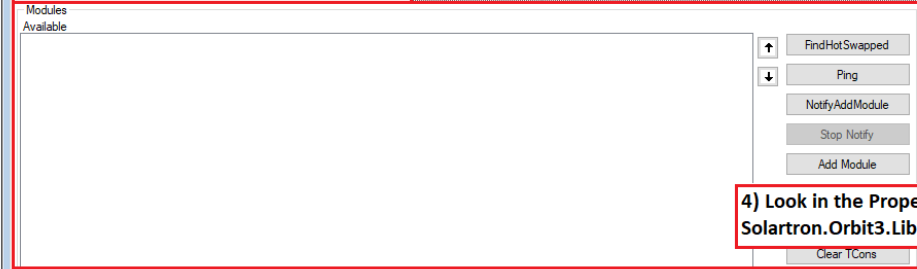 Modules
Available
FindHotSwapped
Ping
NotifyAddModule
Stop Notify
Add Module
4) Look in the Prope
Solartron.Orbit3.Lib
Clear TCons